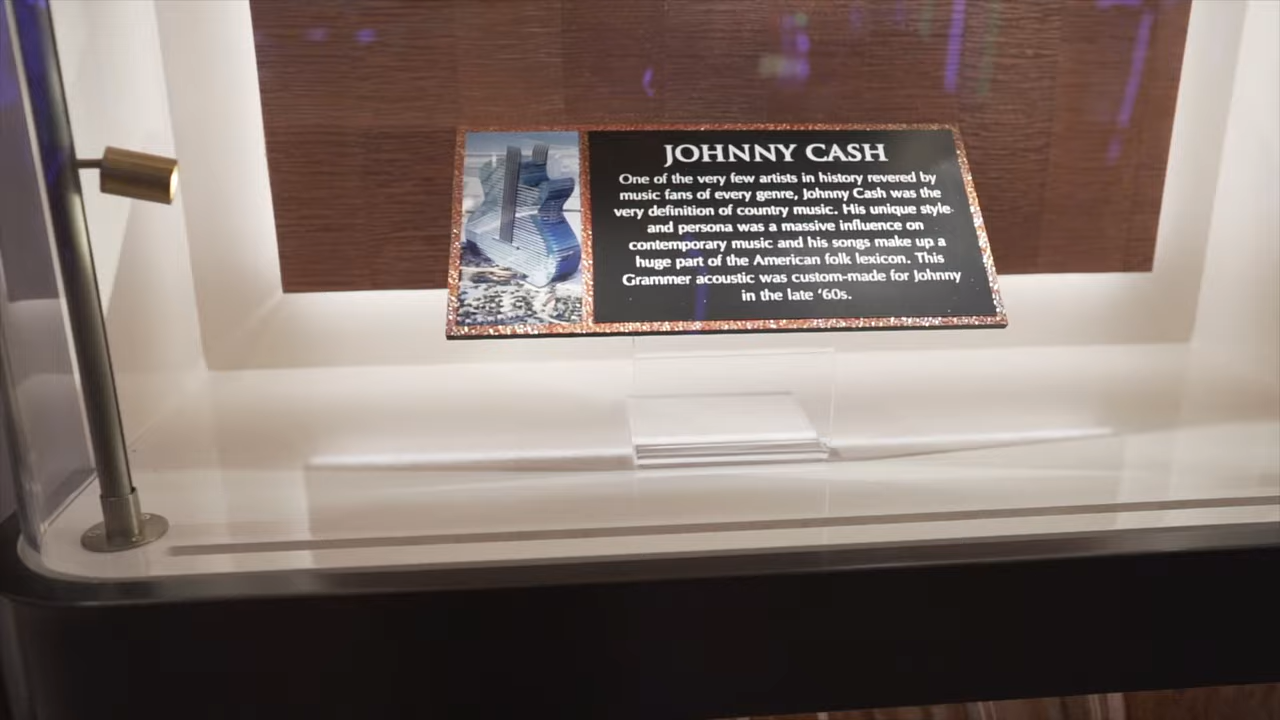 JOHNNY CASH
One of the very few artists in history revered by
music fans of every genre, Johnny Cash was the
very definition of country music. His unique style
and persona was a massive influence on
contemporary music and his songs make up a
huge part of the American folk lexicon. This
Grammer acoustic was custom-made for Johnny
in the late ‘60s.